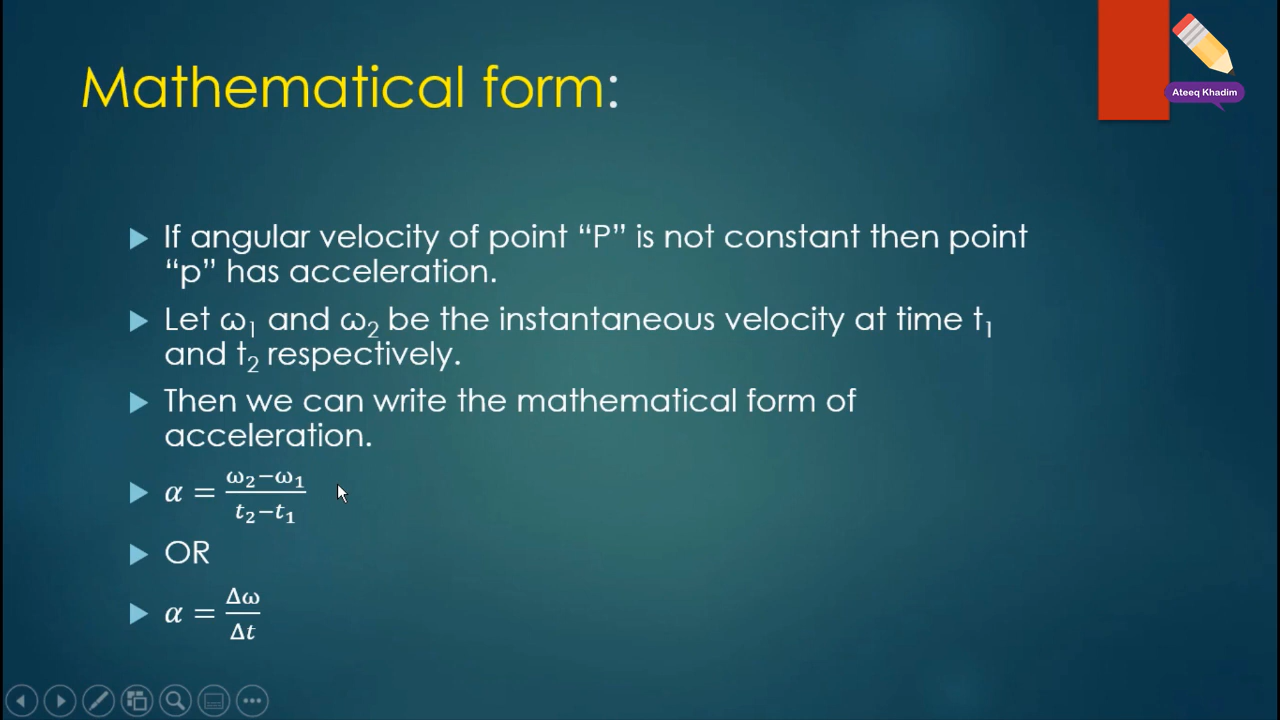 Mathematical form:
Ateeq Khadim
If angular velocity of point “P” is not constant then point
“p” has acceleration.
Let ω₁ and ω₂ be the instantaneous velocity at time t₁
and t₂ respectively.
Then we can write the mathematical form of
acceleration.
α = (ω₂−ω₁)/(t₂−t₁)
OR
α = Δω/Δt